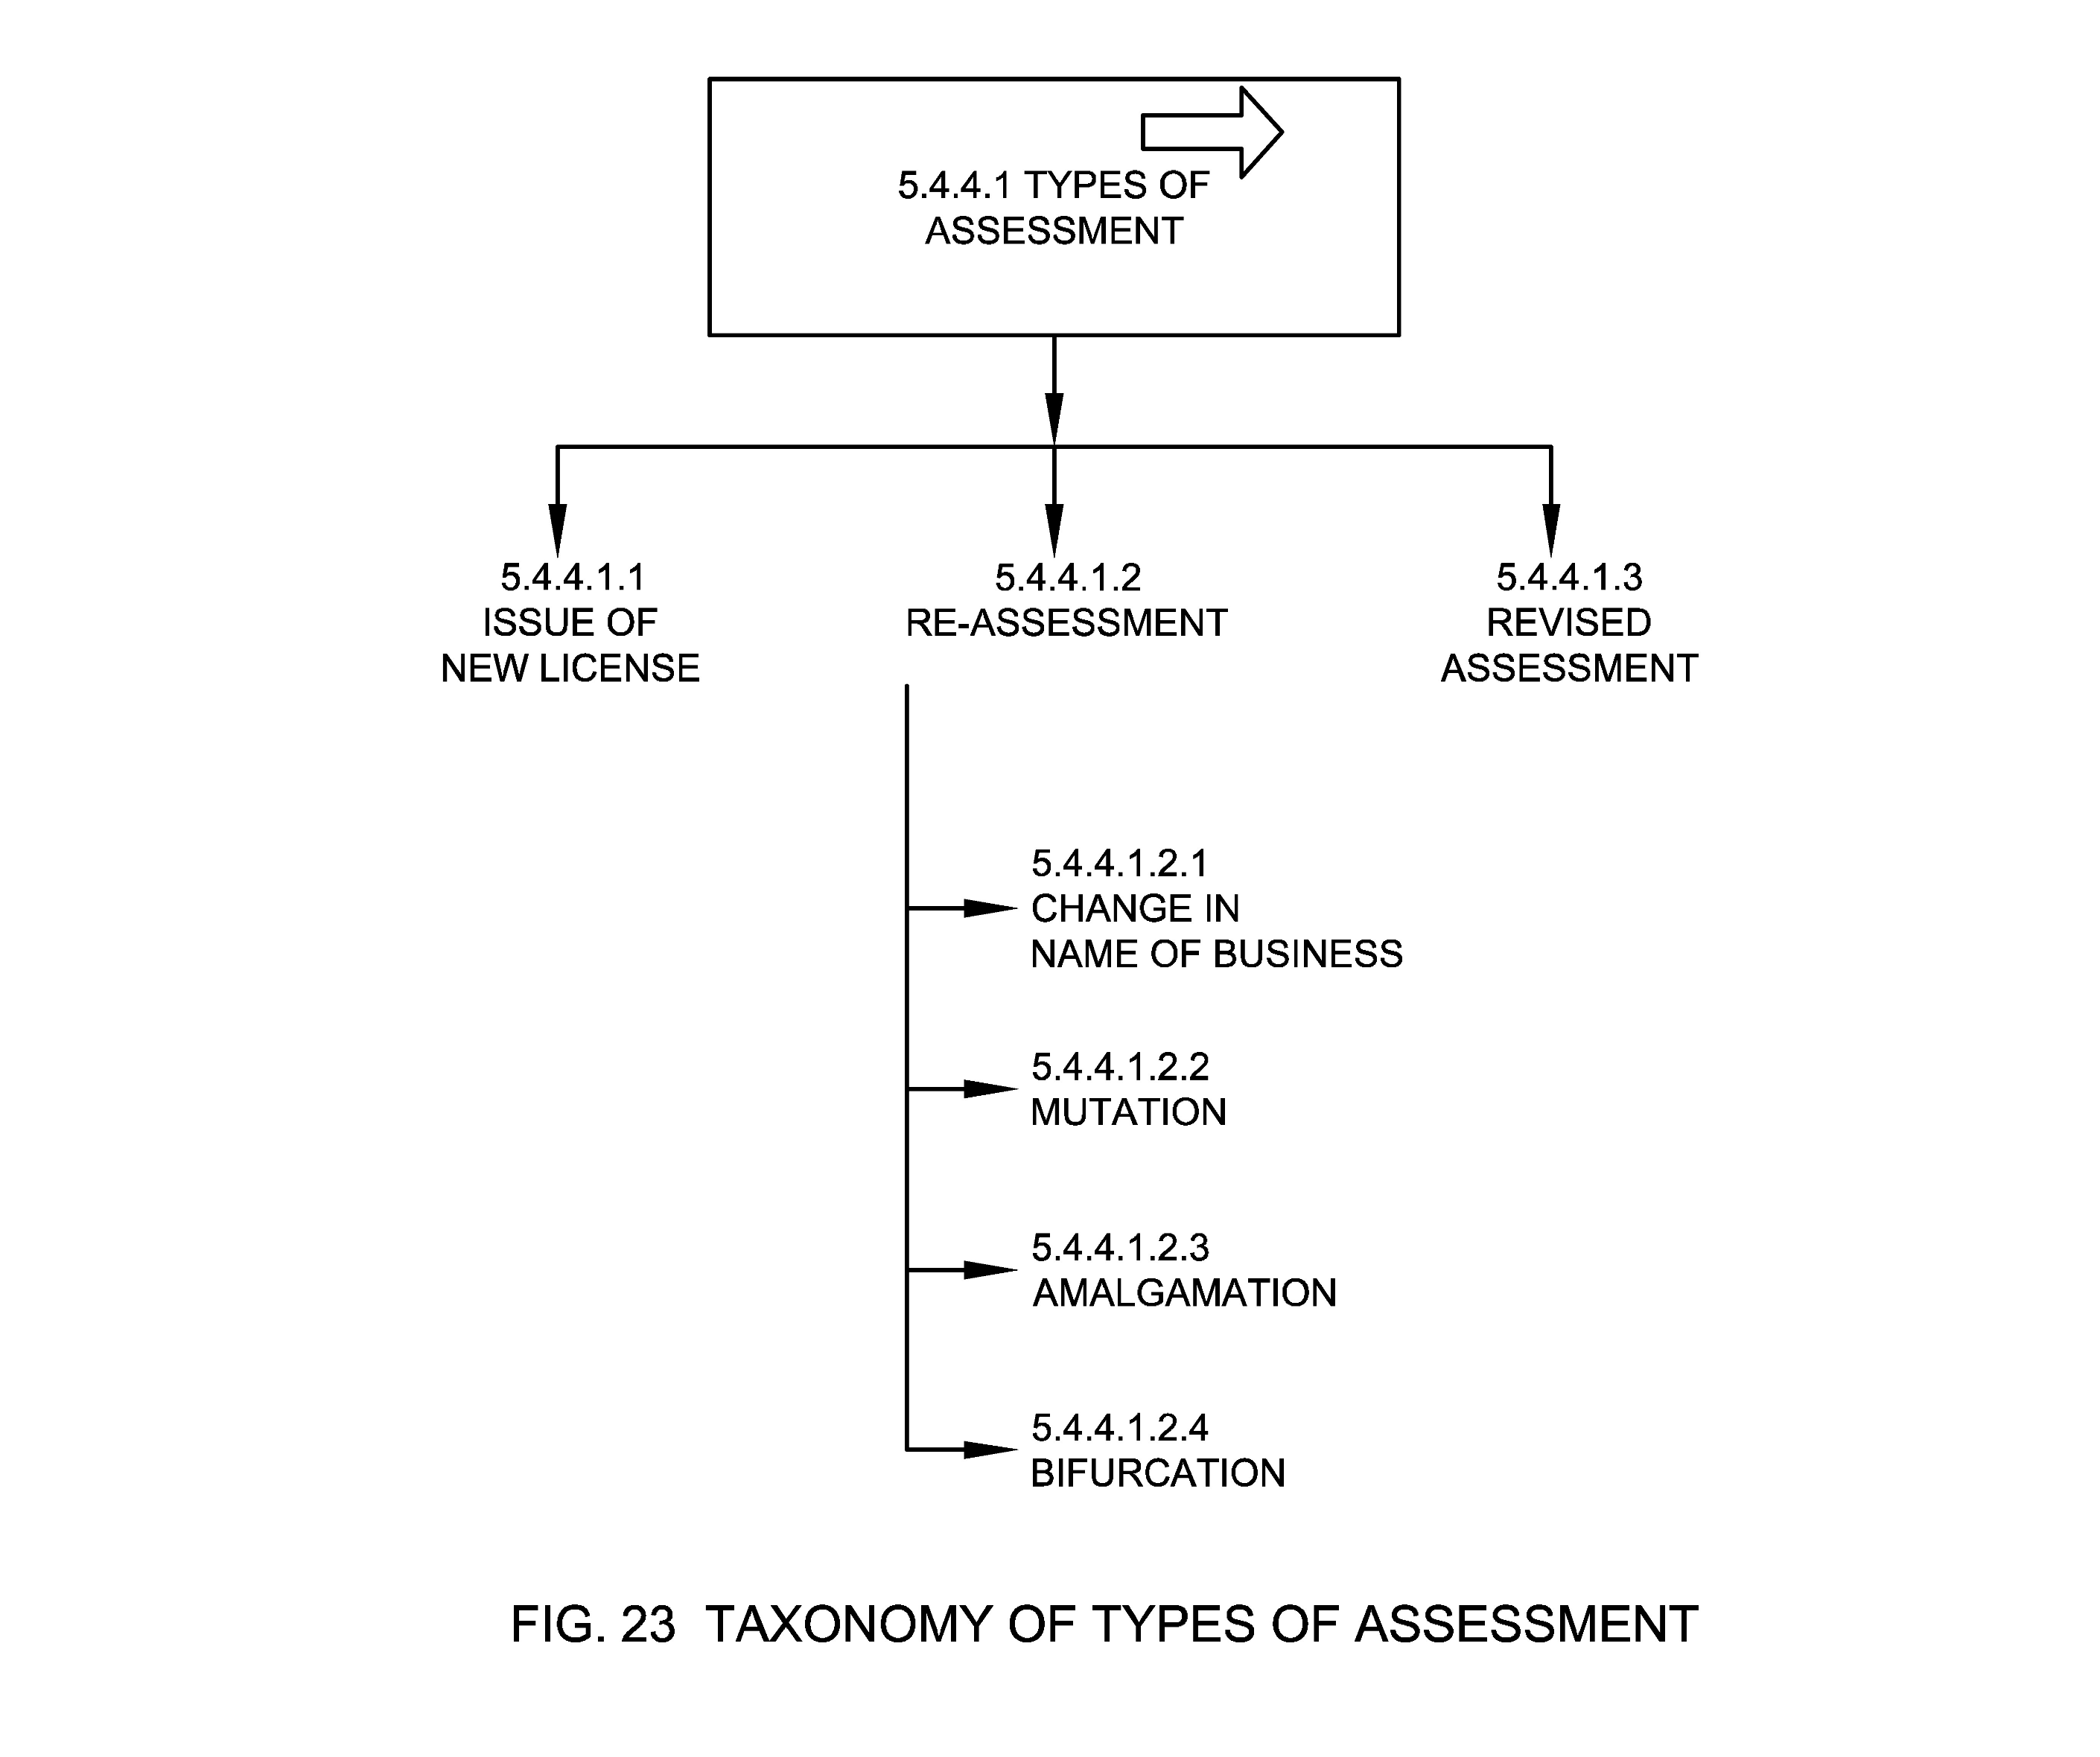 5.4.4.1 TYPES OF
ASSESSMENT
5.4.4.1.1
ISSUE OF
NEW LICENSE
5.4.4.1.2
RE-ASSESSMENT
5.4.4.1.3
REVISED
ASSESSMENT
5.4.4.1.2.1
CHANGE IN
NAME OF BUSINESS
5.4.4.1.2.2
MUTATION
5.4.4.1.2.3
AMALGAMATION
5.4.4.1.2.4
BIFURCATION
FIG. 23 TAXONOMY OF TYPES OF ASSESSMENT